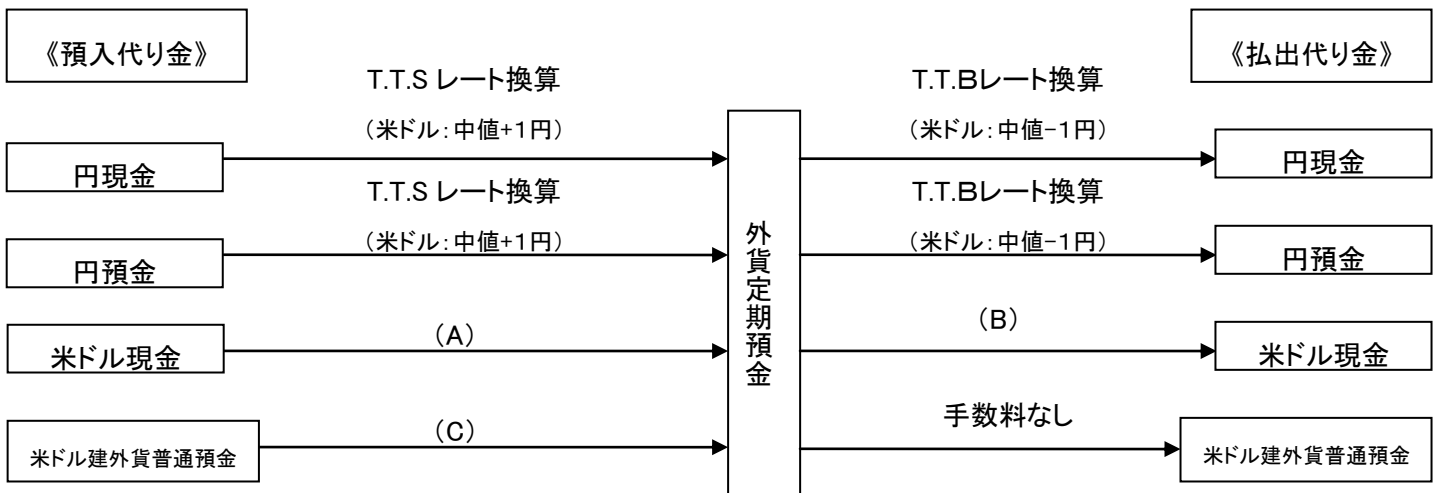 《預入代り金》
《払出代り金》
T.T.S レート換算
T.T.Bレート換算
(米ドル:中値+1円)
(米ドル:中値-1円)
円現金
円現金
T.T.S レート換算
T.T.Bレート換算
(米ドル:中値+1円)
(米ドル:中値-1円)
円預金
外貨定期預金
円預金
(A)
(B)
米ドル現金
米ドル現金
(C)
手数料なし
米ドル建外貨普通預金
米ドル建外貨普通預金